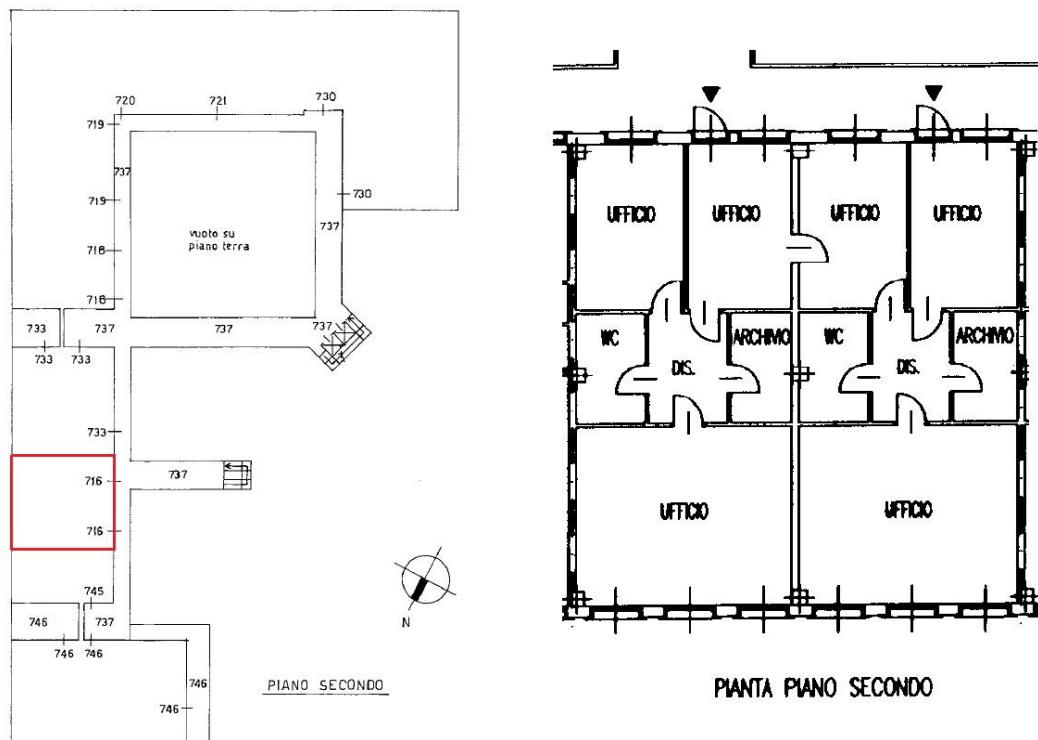 720
721
730
719
737
719
730
737
vuoto su
piano terra
718
716
733
737
737
737
733
733
733
716
737
716
745
746
737
746
746
746
746
N
PIANO SECONDO
UFFICIO
UFFICIO
UFFICIO
UFFICIO
WC
ARCHIVIO
WC
ARCHIVIO
DIS.
DIS.
UFFICIO
UFFICIO
PIANTA PIANO SECONDO